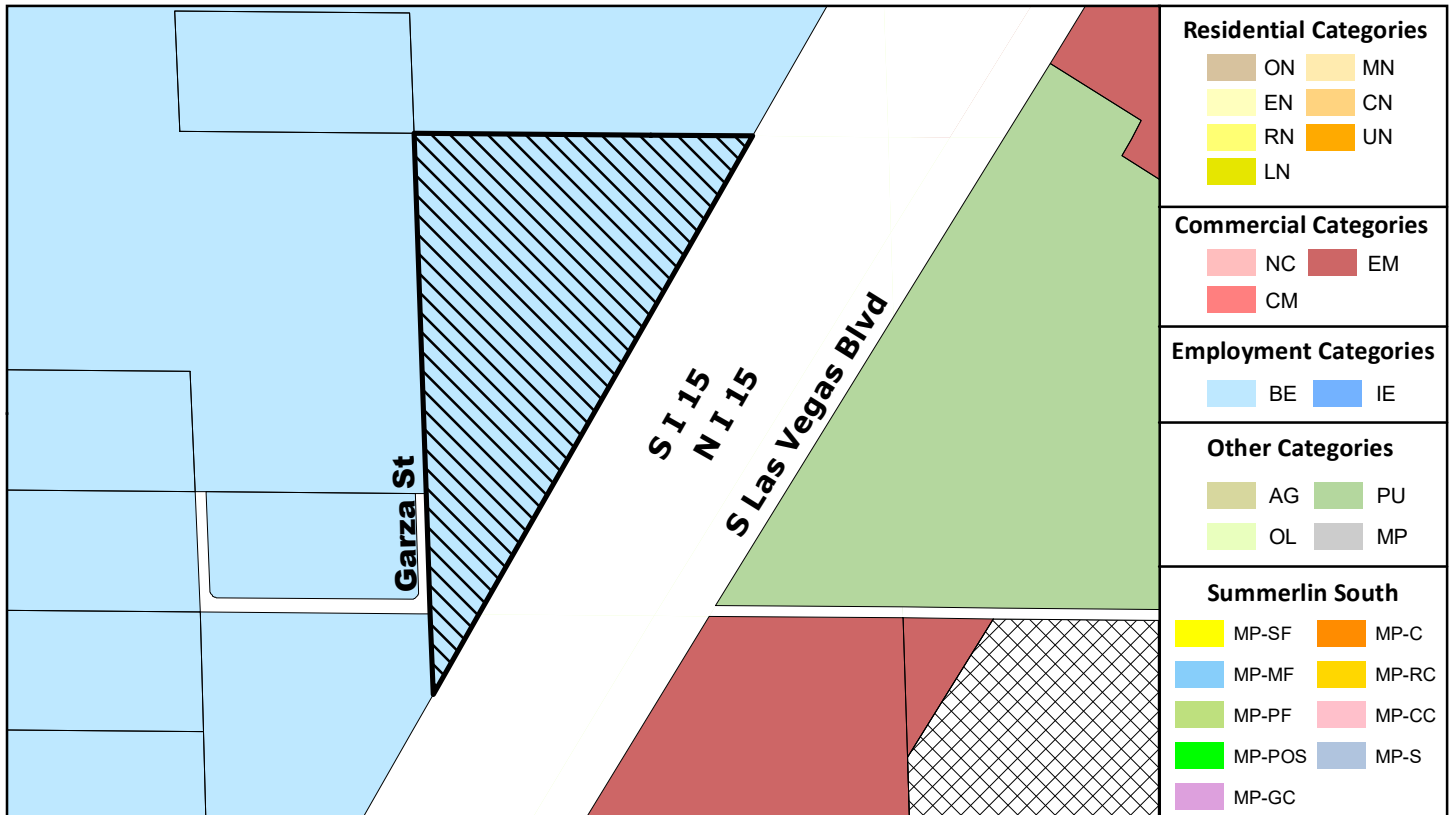 Garza St
S I 15
N I 15
S Las Vegas Blvd
Residential Categories
ON MN
EN CN
RN UN
LN
Commercial Categories
NC EM
CM
Employment Categories
BE IE
Other Categories
AG PU
OL MP
Summerlin South
MP-SF MP-C
MP-MF MP-RC
MP-PF MP-CC
MP-POS MP-S
MP-GC